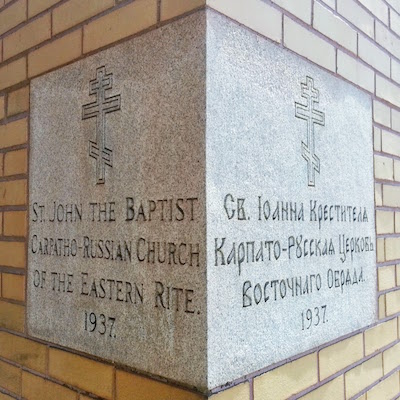 St. John the Baptist
Carpatho-Russian Church
of the Eastern Rite.
1937.
Св. Іоанна Крестителя
Карпато-Русская Церковь
Восточнаго Обряда.
1937.